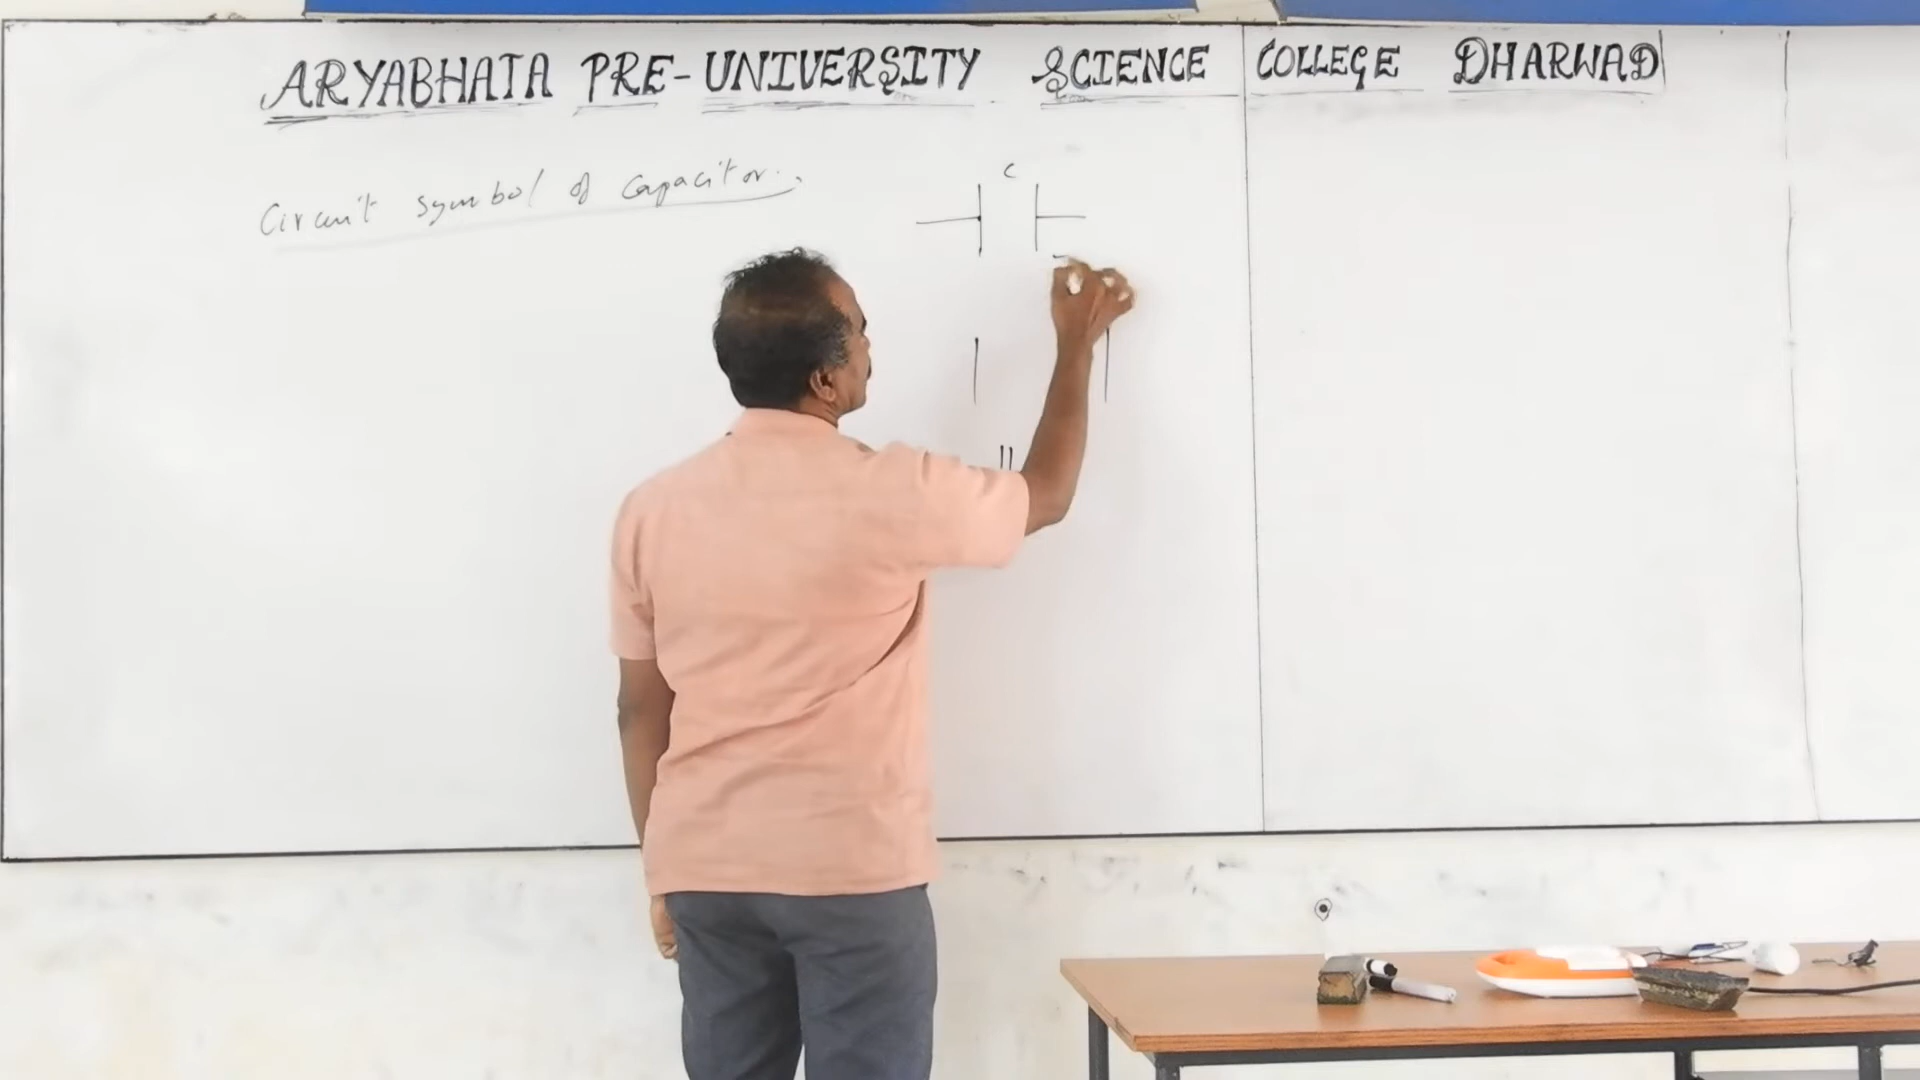 ARYABHATA PRE-UNIVERSITY SCIENCE COLLEGE DHARWAD
Circuit symbol of capacitor.
C